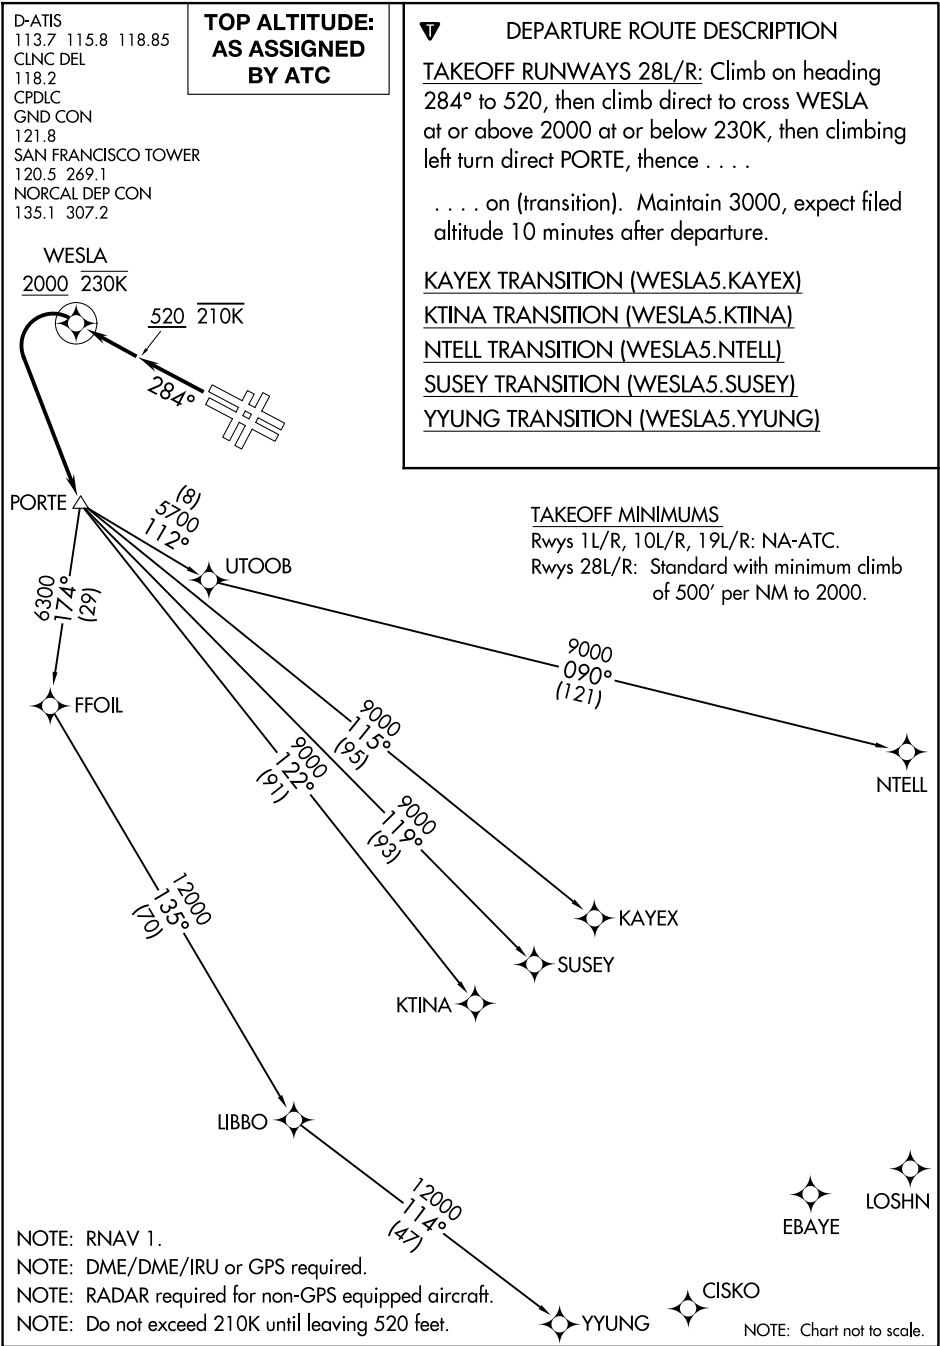 D-ATIS
113.7 115.8 118.85
CLNC DEL
118.2
CPDLC
GND CON
121.8
SAN FRANCISCO TOWER
120.5 269.1
NORCAL DEP CON
135.1 307.2
TOP ALTITUDE:
AS ASSIGNED
BY ATC
T
DEPARTURE ROUTE DESCRIPTION
TAKEOFF RUNWAYS 28L/R: Climb on heading
284° to 520, then climb direct to cross WESLA
at or above 2000 at or below 230K, then climbing
left turn direct PORTE, thence . . . .
. . . . on (transition). Maintain 3000, expect filed
altitude 10 minutes after departure.
KAYEX TRANSITION (WESLA5.KAYEX)
KTINA TRANSITION (WESLA5.KTINA)
NTELL TRANSITION (WESLA5.NTELL)
SUSEY TRANSITION (WESLA5.SUSEY)
YYUNG TRANSITION (WESLA5.YYUNG)
WESLA
2000 230K
520 210K
284°
PORTE
(8)
5700
112°
UTOOB
TAKEOFF MINIMUMS
Rwys 1L/R, 10L/R, 19L/R: NA-ATC.
Rwys 28L/R: Standard with minimum climb
of 500' per NM to 2000.
6300
174°
(29)
FFOIL
9000
090°
(121)
NTELL
9000
115°
(95)
9000
122°
(91)
9000
119°
(93)
KAYEX
SUSEY
KTINA
12000
135°
(70)
LIBBO
12000
114°
(47)
LOSHN
EBAYE
CISKO
YYUNG
NOTE: RNAV 1.
NOTE: DME/DME/IRU or GPS required.
NOTE: RADAR required for non-GPS equipped aircraft.
NOTE: Do not exceed 210K until leaving 520 feet.
NOTE: Chart not to scale.